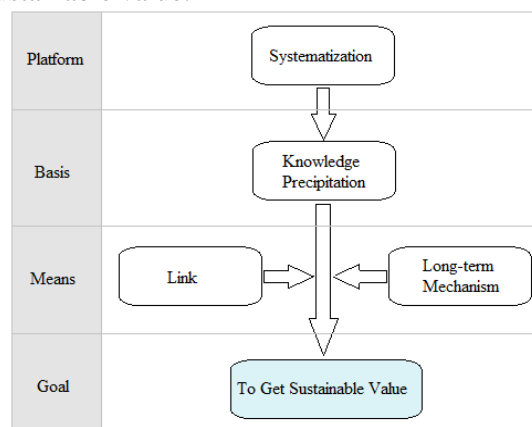 Platform
Systematization
Basis
Knowledge
Precipitation
Means
Link
Long-term
Mechanism
Goal
To Get Sustainable Value